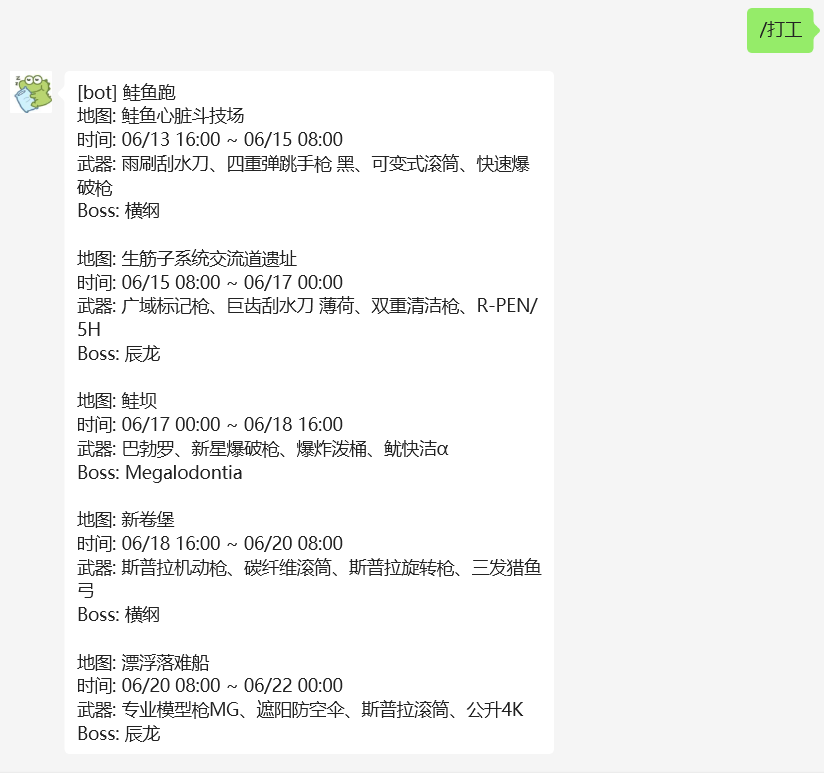 /打工
[bot] 鲑鱼跑
地图: 鲑鱼心脏斗技场
时间: 06/13 16:00 ~ 06/15 08:00
武器: 雨刷刮水刀、四重弹跳手枪 黑、可变式滚筒、快速爆
破枪
Boss: 横纲
地图: 生筋子系统交流道遗址
时间: 06/15 08:00 ~ 06/17 00:00
武器: 广域标记枪、巨齿刮水刀 薄荷、双重清洁枪、R-PEN/
5H
Boss: 辰龙
地图: 鲑坝
时间: 06/17 00:00 ~ 06/18 16:00
武器: 巴勃罗、新星爆破枪、爆炸泼桶、鱿快洁α
Boss: Megalodontia
地图: 新卷堡
时间: 06/18 16:00 ~ 06/20 08:00
武器: 斯普拉机动枪、碳纤维滚筒、斯普拉旋转枪、三发猎鱼
弓
Boss: 横纲
地图: 漂浮落难船
时间: 06/20 08:00 ~ 06/22 00:00
武器: 专业模型枪MG、遮阳防空伞、斯普拉滚筒、公升4K
Boss: 辰龙